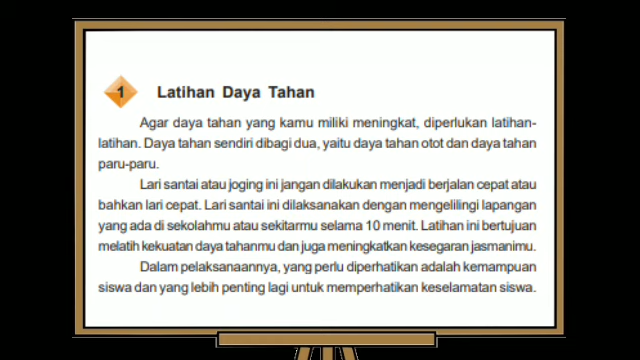 1 Latihan Daya Tahan
Agar daya tahan yang kamu miliki meningkat, diperlukan latihan-
latihan. Daya tahan sendiri dibagi dua, yaitu daya tahan otot dan daya tahan
paru-paru.
Lari santai atau joging ini jangan dilakukan menjadi berjalan cepat atau
bahkan lari cepat. Lari santai ini dilaksanakan dengan mengelilingi lapangan
yang ada di sekolahmu atau sekitarmu selama 10 menit. Latihan ini bertujuan
melatih kekuatan daya tahanmu dan juga meningkatkan kesegaran jasmanimu.
Dalam pelaksanaannya, yang perlu diperhatikan adalah kemampuan
siswa dan yang lebih penting lagi untuk memperhatikan keselamatan siswa.